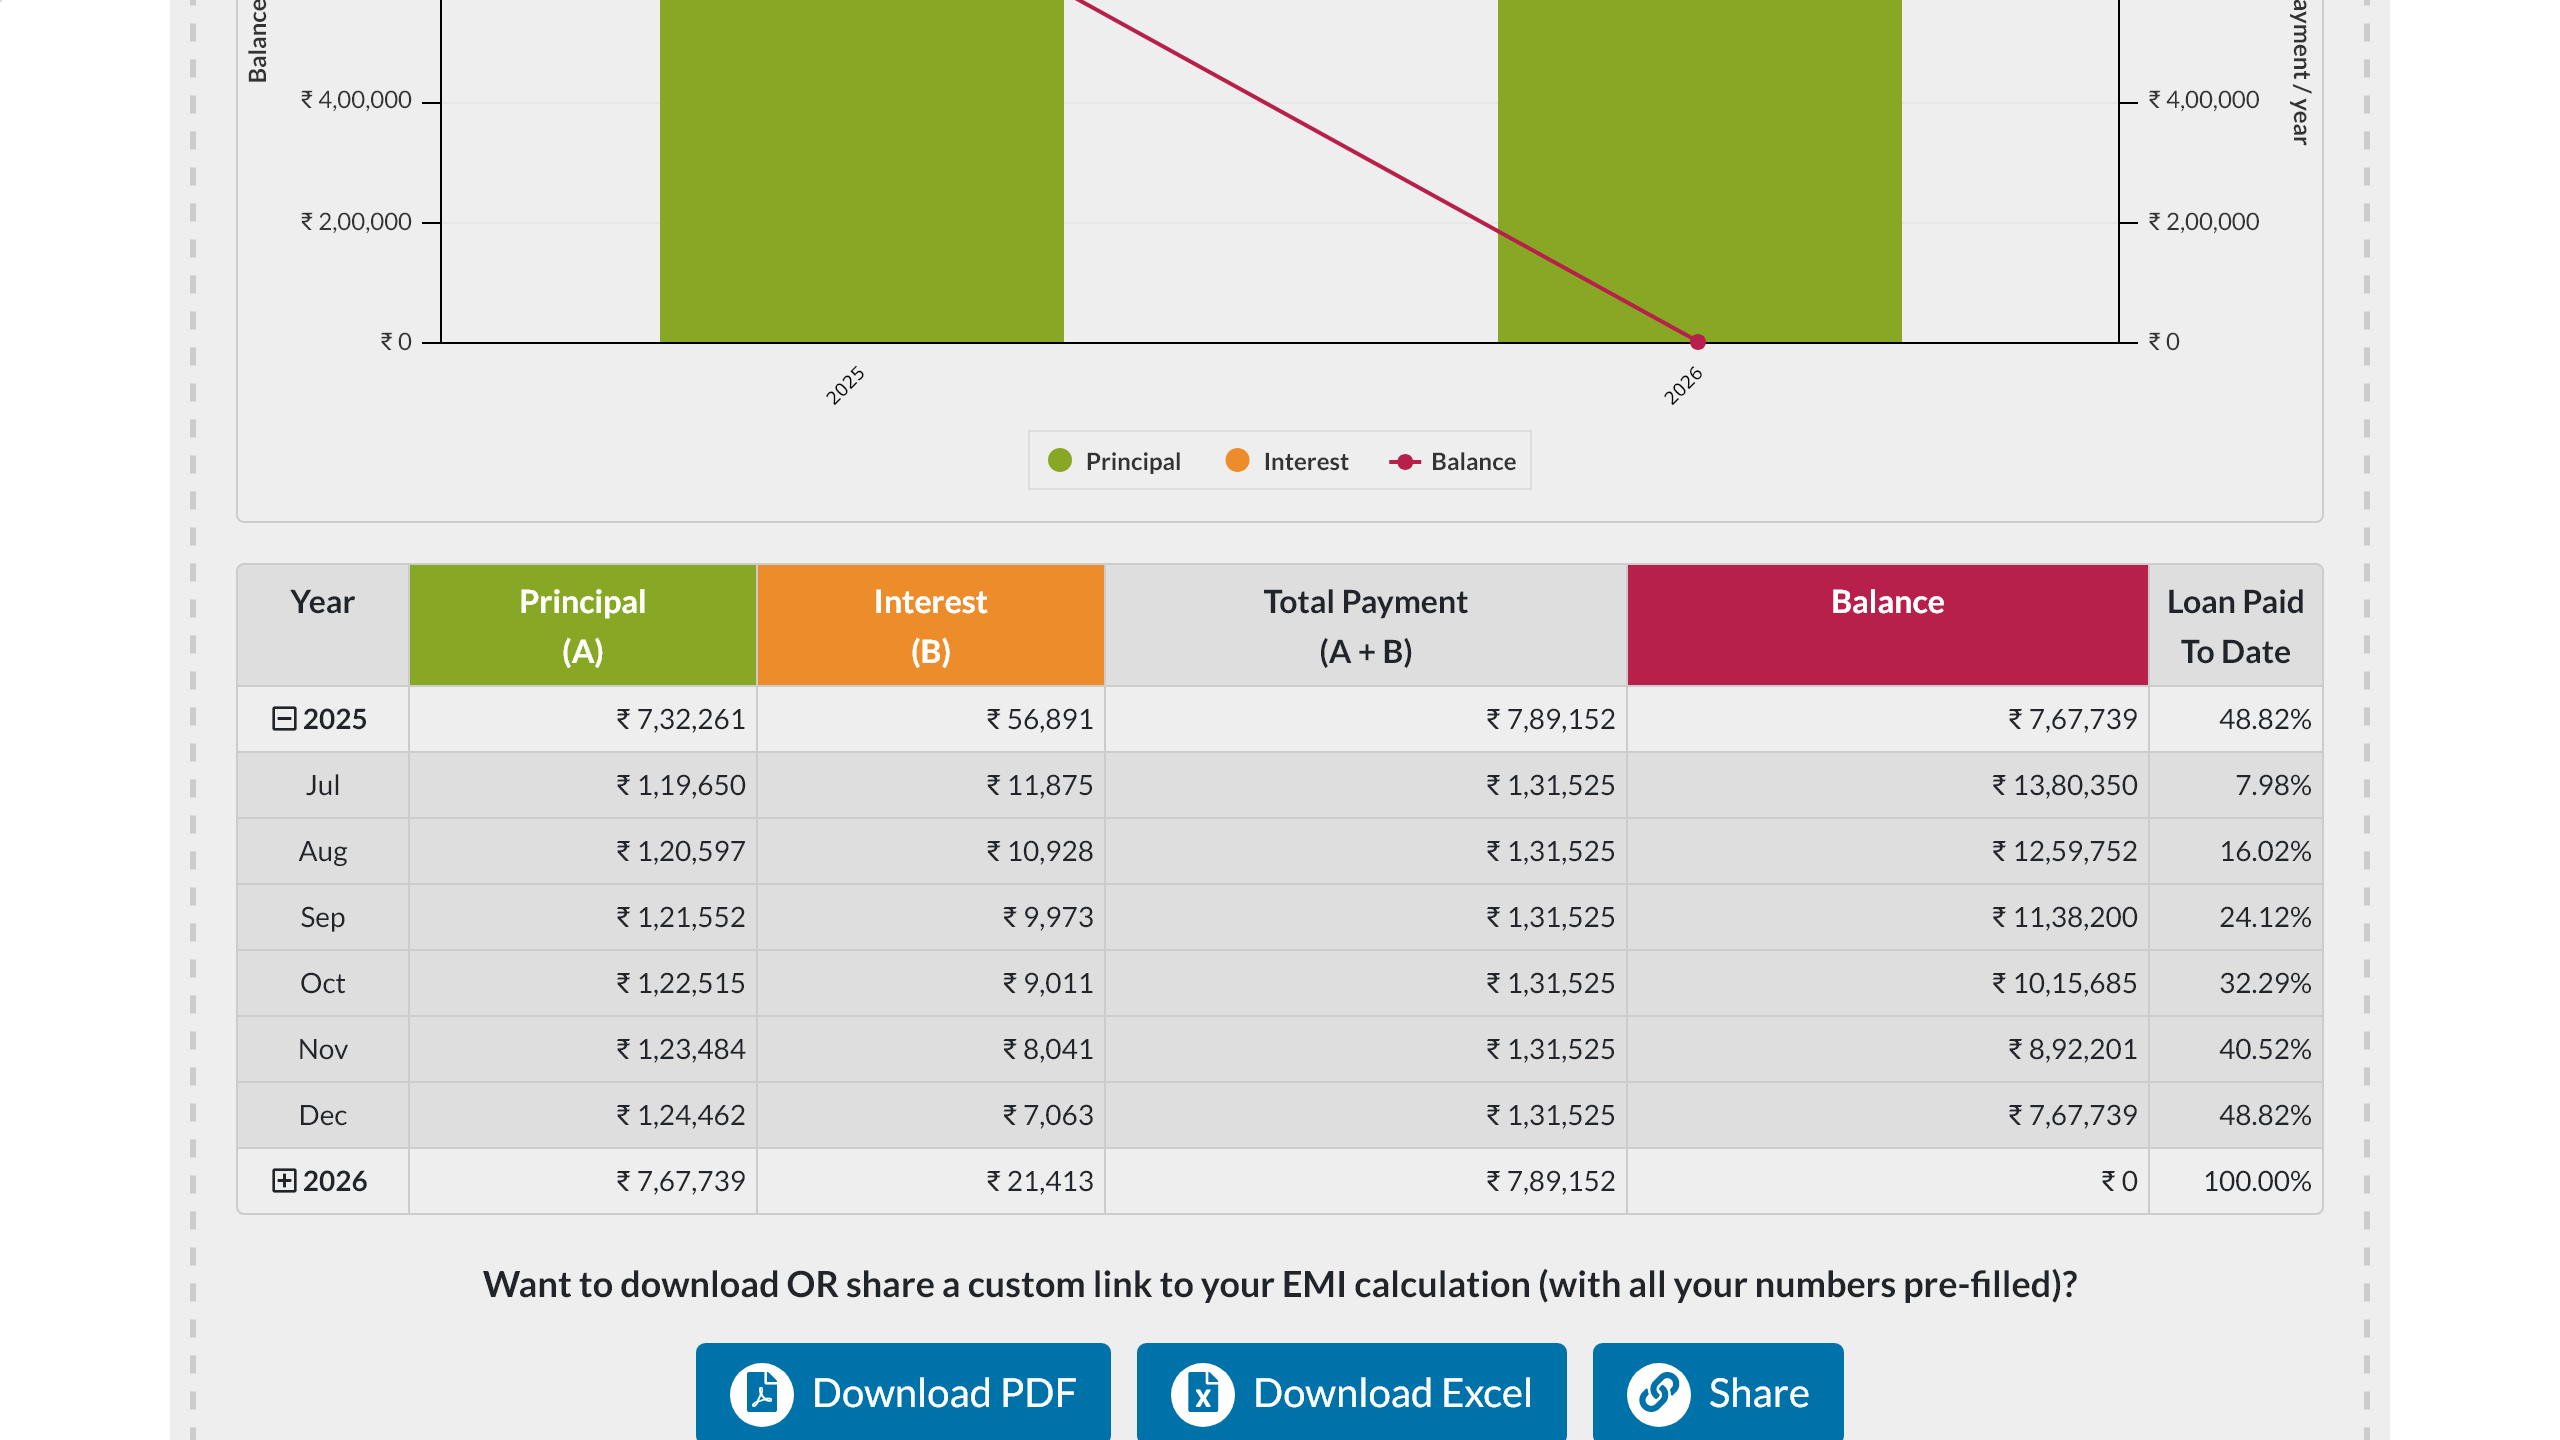 Balance
ayment / year
₹ 4,00,000
₹ 4,00,000
₹ 2,00,000
₹ 2,00,000
₹ 0
₹ 0
2025
2026
Principal
Interest
Balance
Year Principal (A) Interest (B) Total Payment (A + B) Balance Loan Paid To Date
2025 ₹ 7,32,261 ₹ 56,891 ₹ 7,89,152 ₹ 7,67,739 48.82%
Jul ₹ 1,19,650 ₹ 11,875 ₹ 1,31,525 ₹ 13,80,350 7.98%
Aug ₹ 1,20,597 ₹ 10,928 ₹ 1,31,525 ₹ 12,59,752 16.02%
Sep ₹ 1,21,552 ₹ 9,973 ₹ 1,31,525 ₹ 11,38,200 24.12%
Oct ₹ 1,22,515 ₹ 9,011 ₹ 1,31,525 ₹ 10,15,685 32.29%
Nov ₹ 1,23,484 ₹ 8,041 ₹ 1,31,525 ₹ 8,92,201 40.52%
Dec ₹ 1,24,462 ₹ 7,063 ₹ 1,31,525 ₹ 7,67,739 48.82%
2026 ₹ 7,67,739 ₹ 21,413 ₹ 7,89,152 ₹ 0 100.00%
Want to download OR share a custom link to your EMI calculation (with all your numbers pre-filled)?
Download PDF
Download Excel
Share